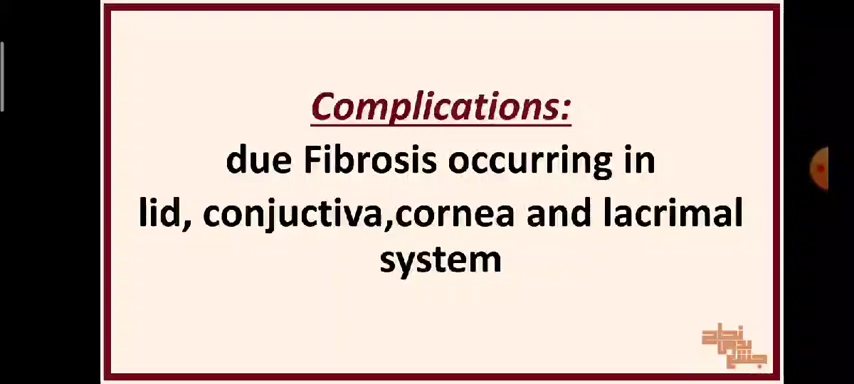 Complications:
due Fibrosis occurring in
lid, conjuctiva,cornea and lacrimal
system